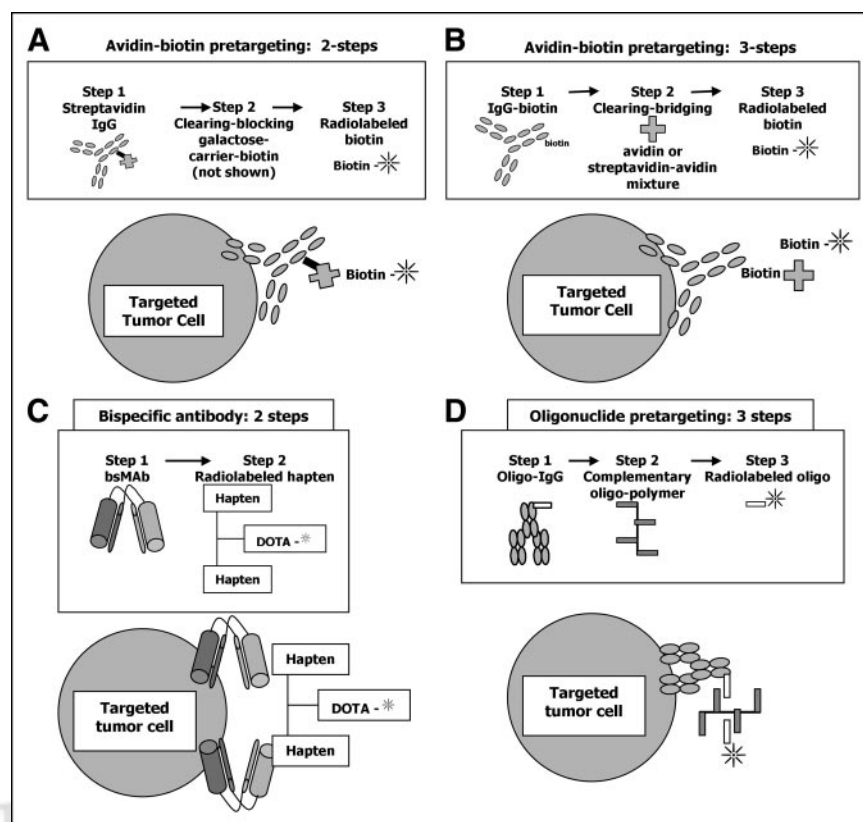 A
Avidin-biotin pretargeting: 2-steps
Step 1
Streptavidin
IgG
Step 2
Clearing-blocking
galactose-
carrier-biotin
(not shown)
Step 3
Radiolabeled
biotin
Biotin -
Biotin -
Targeted
Tumor Cell
B
Avidin-biotin pretargeting: 3-steps
Step 1
IgG-biotin
biotin
Step 2
Clearing-bridging
avidin or
streptavidin-avidin
mixture
Step 3
Radiolabeled
biotin
Biotin -
Biotin -
Biotin
Targeted
Tumor Cell
C
Bispecific antibody: 2 steps
Step 1
bsMAb
Step 2
Radiolabeled hapten
Hapten
DOTA -
Hapten
Hapten
DOTA -
Hapten
Targeted
tumor cell
D
Oligonuclide pretargeting: 3 steps
Step 1
Oligo-IgG
Step 2
Complementary
oligo-polymer
Step 3
Radiolabeled oligo
Targeted
tumor cell